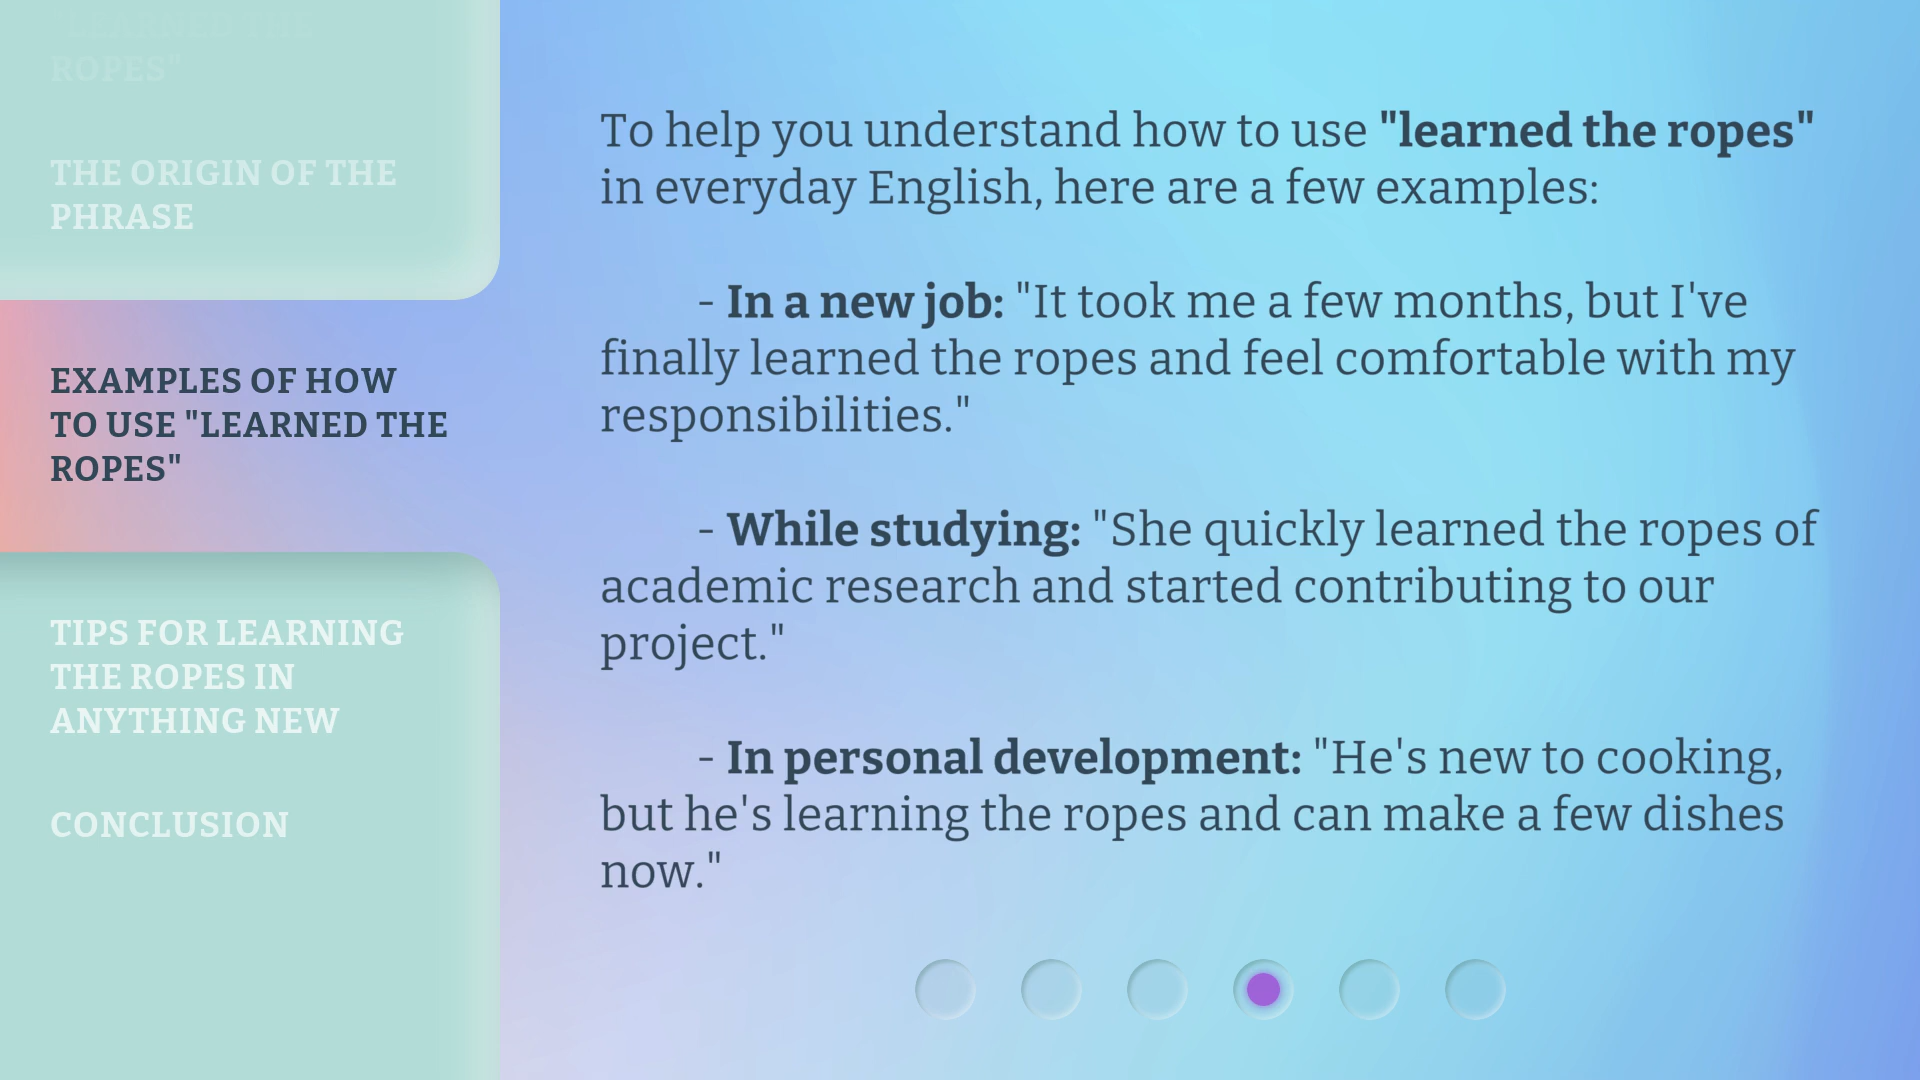 "LEARNED THE
ROPES"
THE ORIGIN OF THE
PHRASE
EXAMPLES OF HOW
TO USE "LEARNED THE
ROPES"
TIPS FOR LEARNING
THE ROPES IN
ANYTHING NEW
CONCLUSION
To help you understand how to use "learned the ropes"
in everyday English, here are a few examples:
- In a new job: "It took me a few months, but I've
finally learned the ropes and feel comfortable with my
responsibilities."
- While studying: "She quickly learned the ropes of
academic research and started contributing to our
project."
- In personal development: "He's new to cooking,
but he's learning the ropes and can make a few dishes
now."